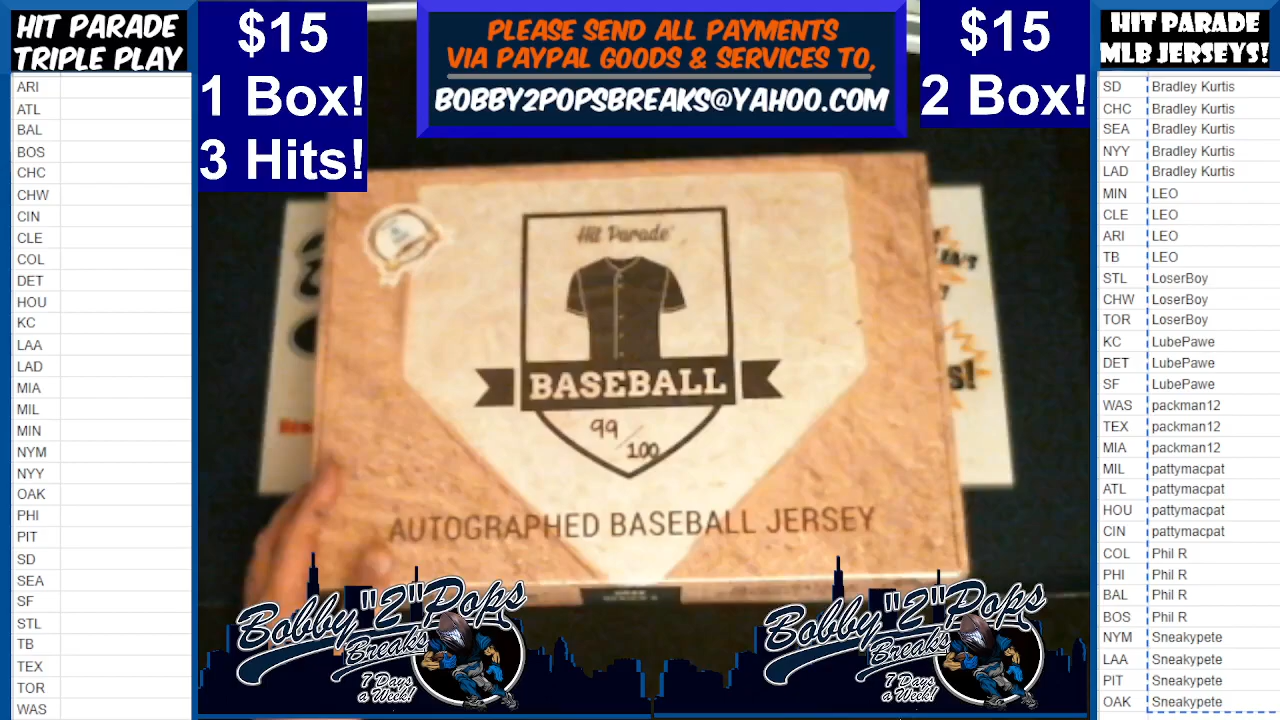 HIT PARADE
TRIPLE PLAY
ARI
ATL
BAL
BOS
CHC
CHW
CIN
CLE
COL
DET
HOU
KC
LAA
LAD
MIA
MIL
MIN
NYM
NYY
OAK
PHI
PIT
SD
SEA
SF
STL
TB
TEX
TOR
WAS
$15
1 Box!
3 Hits!
PLEASE SEND ALL PAYMENTS
VIA PAYPAL GOODS & SERVICES TO,
BOBBY2POPSBREAKS@YAHOO.COM
$15
2 Box!
Hit Parade
BASEBALL
99/100
AUTOGRAPHED BASEBALL JERSEY
Bobby "2" Pops
Breaks
7 Days
a Week!
Bobby "2" Pops
Breaks
7 Days
a Week!
HIT PARADE
MLB JERSEYS!
SD Bradley Kurtis
CHC Bradley Kurtis
SEA Bradley Kurtis
NYY Bradley Kurtis
LAD Bradley Kurtis
MIN LEO
CLE LEO
ARI LEO
TB LEO
STL LoserBoy
CHW LoserBoy
TOR LoserBoy
KC LubePawe
DET LubePawe
SF LubePawe
WAS packman12
TEX packman12
MIA packman12
MIL pattymacpat
ATL pattymacpat
HOU pattymacpat
CIN pattymacpat
COL Phil R
PHI Phil R
BAL Phil R
BOS Phil R
NYM Sneakypete
LAA Sneakypete
PIT Sneakypete
OAK Sneakypete